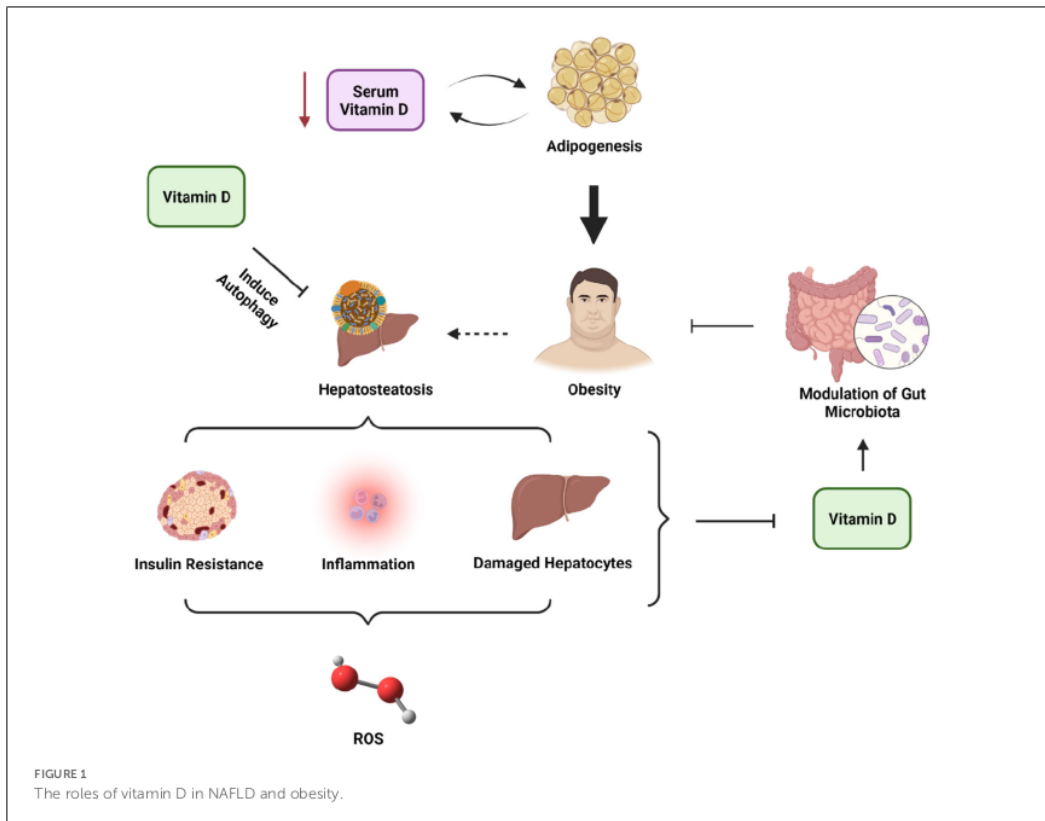 Serum
Vitamin D
Adipogenesis
Vitamin D
Induce
Autophagy
Hepatosteatosis
Obesity
Modulation of Gut
Microbiota
Insulin Resistance
Inflammation
Damaged Hepatocytes
Vitamin D
ROS
FIGURE 1
The roles of vitamin D in NAFLD and obesity.